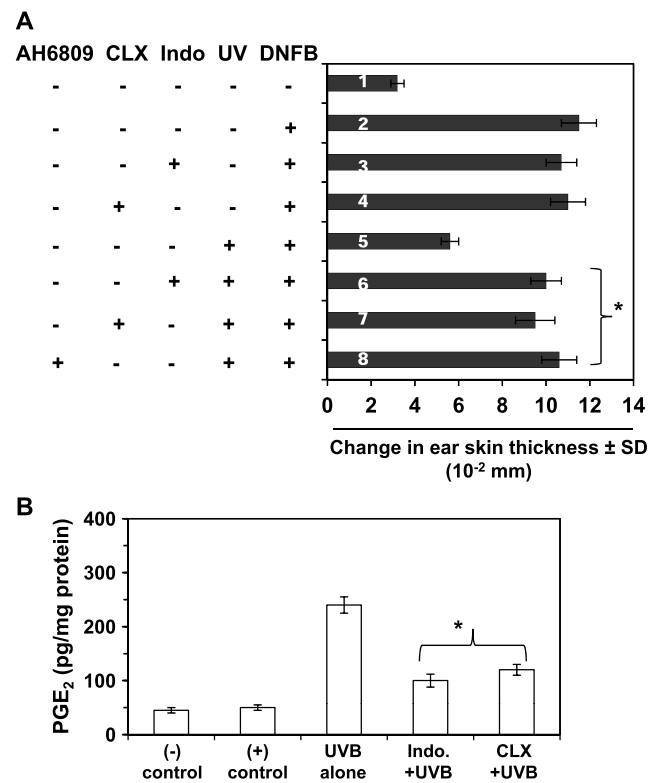 A
AH6809 CLX Indo UV DNFB
- - - - - 1
- - - - + 2
- - + - + 3
- + - - + 4
- - - + + 5
- - + + + 6
- + - + + 7
+ - - + + 8
*
0 2 4 6 8 10 12 14
Change in ear skin thickness ± SD
(10⁻² mm)
B
PGE₂ (pg/mg protein)
400
300
200
100
0
*
(-) control
(+) control
UVB alone
Indo. +UVB
CLX +UVB